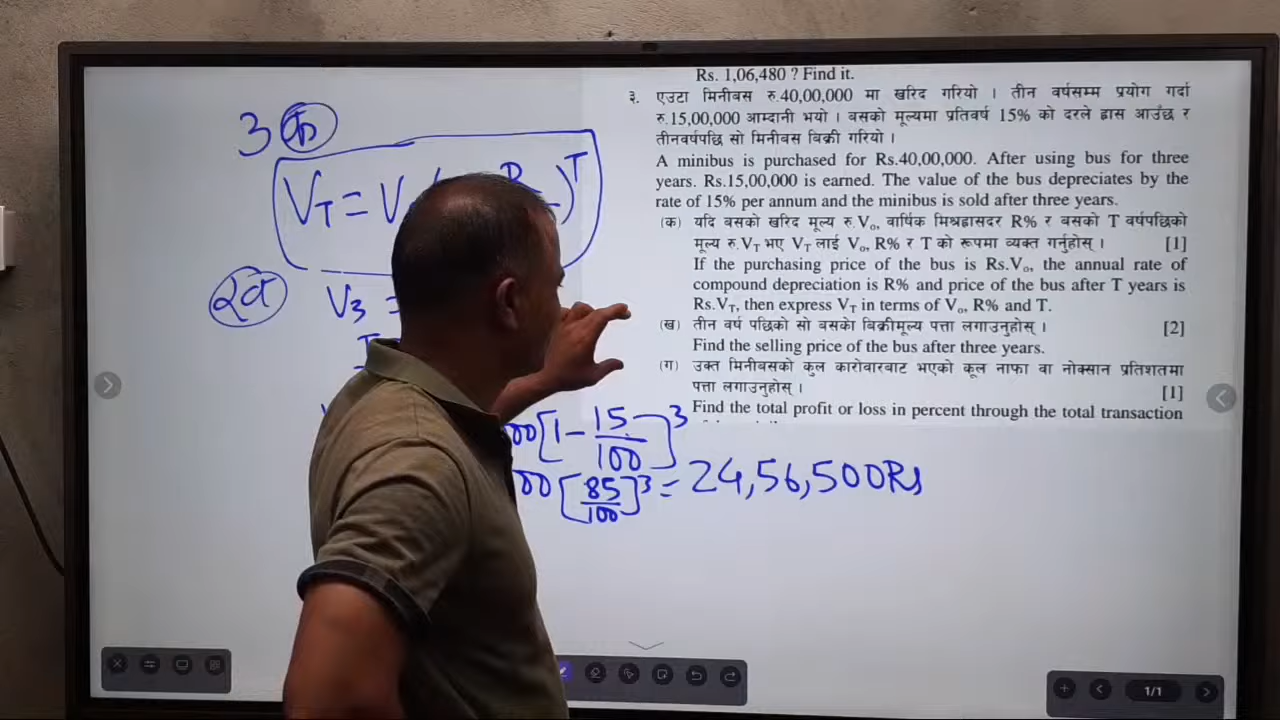 Rs. 1,06,480 ? Find it.
३. एउटा मिनीबस रु.40,00,000 मा खरिद गरियो । तीन वर्षसम्म प्रयोग गर्दा
रु.15,00,000 आम्दानी भयो । बसको मूल्यमा प्रतिवर्ष 15% को दरले ह्रास आउँछ र
तीनवर्षपछि सो मिनीबस बिक्री गरियो ।
A minibus is purchased for Rs.40,00,000. After using bus for three
years. Rs.15,00,000 is earned. The value of the bus depreciates by the
rate of 15% per annum and the minibus is sold after three years.
(क) यदि बसको खरिद मूल्य रु.V₀, वार्षिक मिश्रह्रासदर R% र बसको T वर्षपछिको
मूल्य रु.V_T भए V_T लाई V₀, R% र T को रूपमा व्यक्त गर्नुहोस् । [1]
If the purchasing price of the bus is Rs.V₀, the annual rate of
compound depreciation is R% and price of the bus after T years is
Rs.V_T, then express V_T in terms of V₀, R% and T.
(ख) तीन वर्ष पछिको सो बसको बिक्रीमूल्य पत्ता लगाउनुहोस् । [2]
Find the selling price of the bus after three years.
(ग) उक्त मिनीबसको कुल कारोवारबाट भएको कूल नाफा वा नोक्सान प्रतिशतमा
पत्ता लगाउनुहोस् । [1]
Find the total profit or loss in percent through the total transaction
3 क
V_T = V R )^T
V₃ =
00[1 - 15/100]³
00[85/100]³ = 24,56,500Rs
1/1